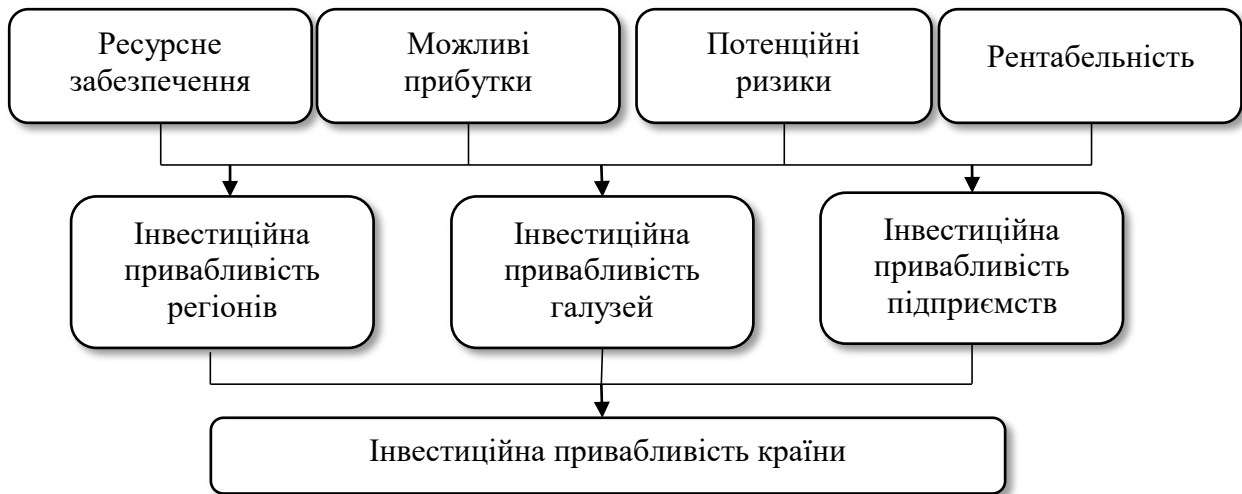 Ресурсне
забезпечення
Можливі
прибутки
Потенційні
ризики
Рентабельність
Інвестиційна
привабливість
регіонів
Інвестиційна
привабливість
галузей
Інвестиційна
привабливість
підприємств
Інвестиційна привабливість країни